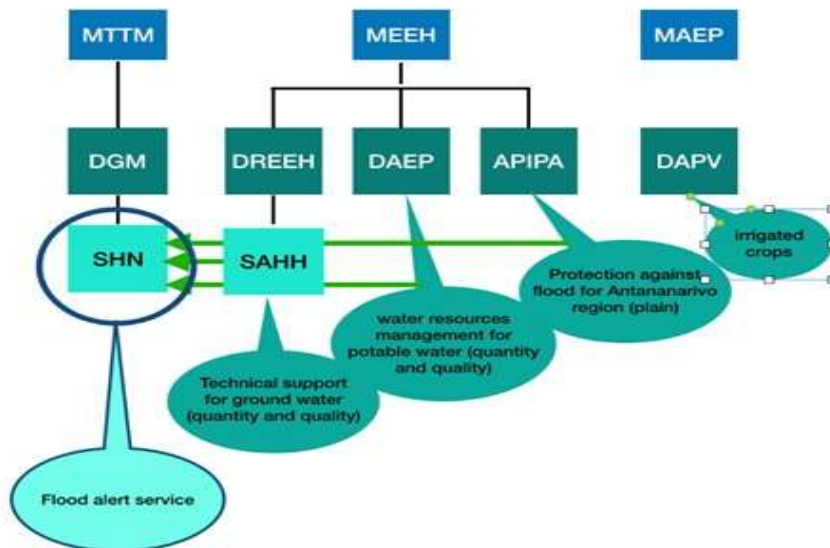 MTTM
MEEH
MAEP
DGM
DREEH
DAEP
APIPA
DAPV
SHN
SAHH
irrigated
crops
Protection against
flood for Antananarivo
region (plain)
water resources
management for
potable water (quantity
and quality)
Technical support
for ground water
(quantity and quality)
Flood alert service